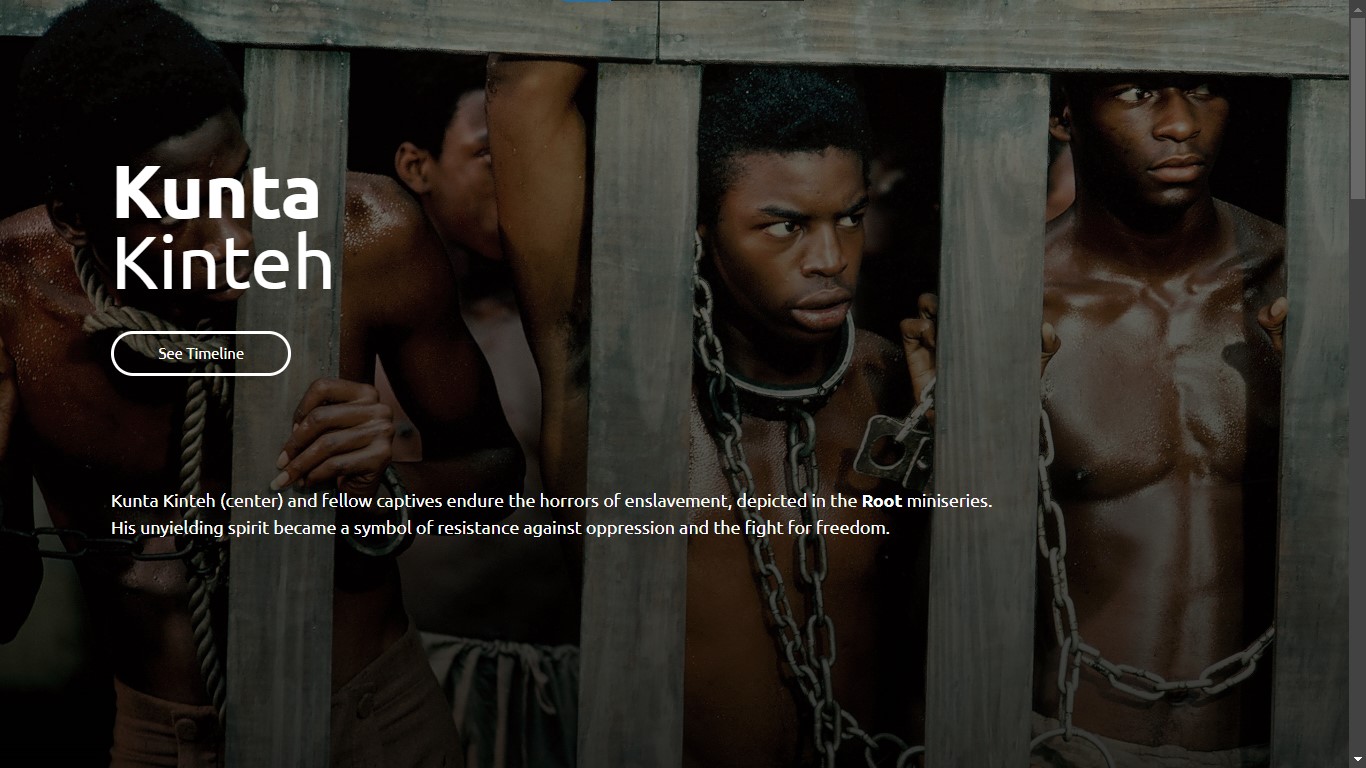 Kunta
Kinteh
See Timeline
Kunta Kinteh (center) and fellow captives endure the horrors of enslavement, depicted in the Root miniseries.
His unyielding spirit became a symbol of resistance against oppression and the fight for freedom.